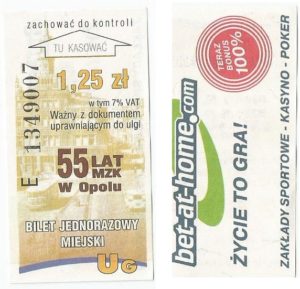 zachować do kontroli
TU KASOWAĆ
E 1349007
1,25 zł
w tym 7% VAT
Ważny z dokumentem
uprawniającym do ulgi
55 LAT
MZK
w Opolu
BILET JEDNORAZOWY
MIEJSKI
UG
TERAZ
BONUS
100%
bet-at-home.com
ŻYCIE TO GRA!
ZAKŁADY SPORTOWE - KASYNO - POKER